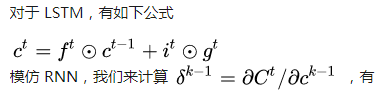 对于 LSTM，有如下公式
c^t = f^t ⊙ c^{t−1} + i^t ⊙ g^t
模仿 RNN，我们来计算 δ^{k−1} = ∂C^t/∂c^{k−1} ，有